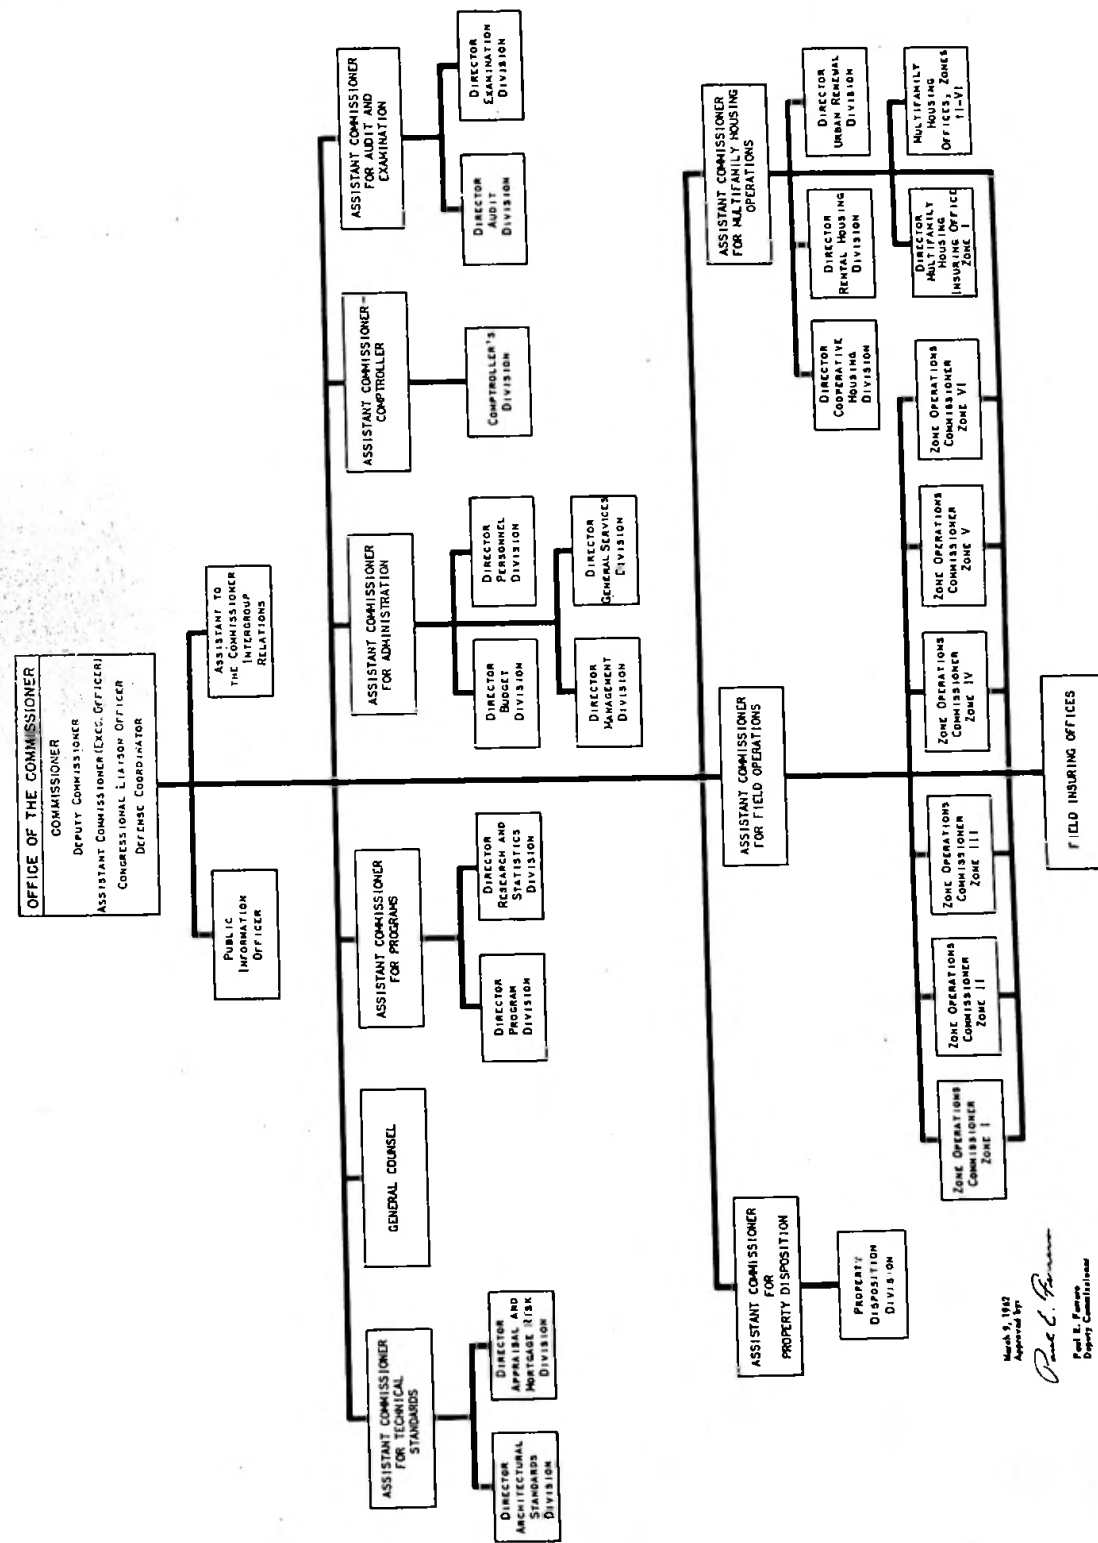 OFFICE OF THE COMMISSIONER
COMMISSIONER
DEPUTY COMMISSIONER
ASSISTANT COMMISSIONER (EXEC. OFFICER)
CONGRESSIONAL LIAISON OFFICER
DEFENSE COORDINATOR
PUBLIC
INFORMATION
OFFICER
ASSISTANT TO
THE COMMISSIONER
INTERGROUP
RELATIONS
ASSISTANT COMMISSIONER
FOR TECHNICAL
STANDARDS
GENERAL COUNSEL
ASSISTANT COMMISSIONER
FOR PROGRAMS
ASSISTANT COMMISSIONER
FOR ADMINISTRATION
ASSISTANT COMMISSIONER-
COMPTROLLER
ASSISTANT COMMISSIONER
FOR AUDIT AND
EXAMINATION
DIRECTOR
ARCHITECTURAL
STANDARDS
DIVISION
DIRECTOR
APPRAISAL AND
MORTGAGE RISK
DIVISION
DIRECTOR
PROGRAM
DIVISION
DIRECTOR
RESEARCH AND
STATISTICS
DIVISION
DIRECTOR
BUDGET
DIVISION
DIRECTOR
PERSONNEL
DIVISION
DIRECTOR
MANAGEMENT
DIVISION
DIRECTOR
GENERAL SERVICES
DIVISION
COMPTROLLER'S
DIVISION
DIRECTOR
AUDIT
DIVISION
DIRECTOR
EXAMINATION
DIVISION
ASSISTANT COMMISSIONER
FOR
PROPERTY DISPOSITION
ASSISTANT COMMISSIONER
FOR FIELD OPERATIONS
ASSISTANT COMMISSIONER
FOR MULTIFAMILY HOUSING
OPERATIONS
PROPERTY
DISPOSITION
DIVISION
DIRECTOR
COOPERATIVE
HOUSING
DIVISION
DIRECTOR
RENTAL HOUSING
DIVISION
DIRECTOR
URBAN RENEWAL
DIVISION
DIRECTOR
MULTIFAMILY
HOUSING
INSURING OFFICE
ZONE I
MULTIFAMILY
HOUSING
OFFICES, ZONES
II-VI
ZONE OPERATIONS
COMMISSIONER
ZONE I
ZONE OPERATIONS
COMMISSIONER
ZONE II
ZONE OPERATIONS
COMMISSIONER
ZONE III
ZONE OPERATIONS
COMMISSIONER
ZONE IV
ZONE OPERATIONS
COMMISSIONER
ZONE V
ZONE OPERATIONS
COMMISSIONER
ZONE VI
FIELD INSURING OFFICES
March 9, 1962
Approved by:
Paul E. Ferrero
Paul E. Ferrero
Deputy Commissioner